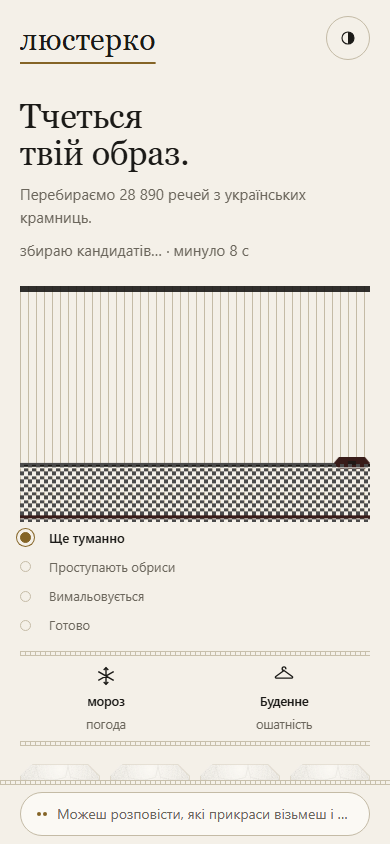 люстерко
Тчеться
твій образ.
Перебираємо 28 890 речей з українських
крамниць.
збираю кандидатів… · минуло 8 с
Ще туманно
Проступають обриси
Вимальовується
Готово
мороз
погода
Буденне
ошатність
Можеш розповісти, які прикраси візьмеш і …